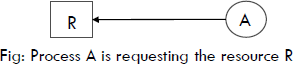 R
A
Fig: Process A is requesting the resource R